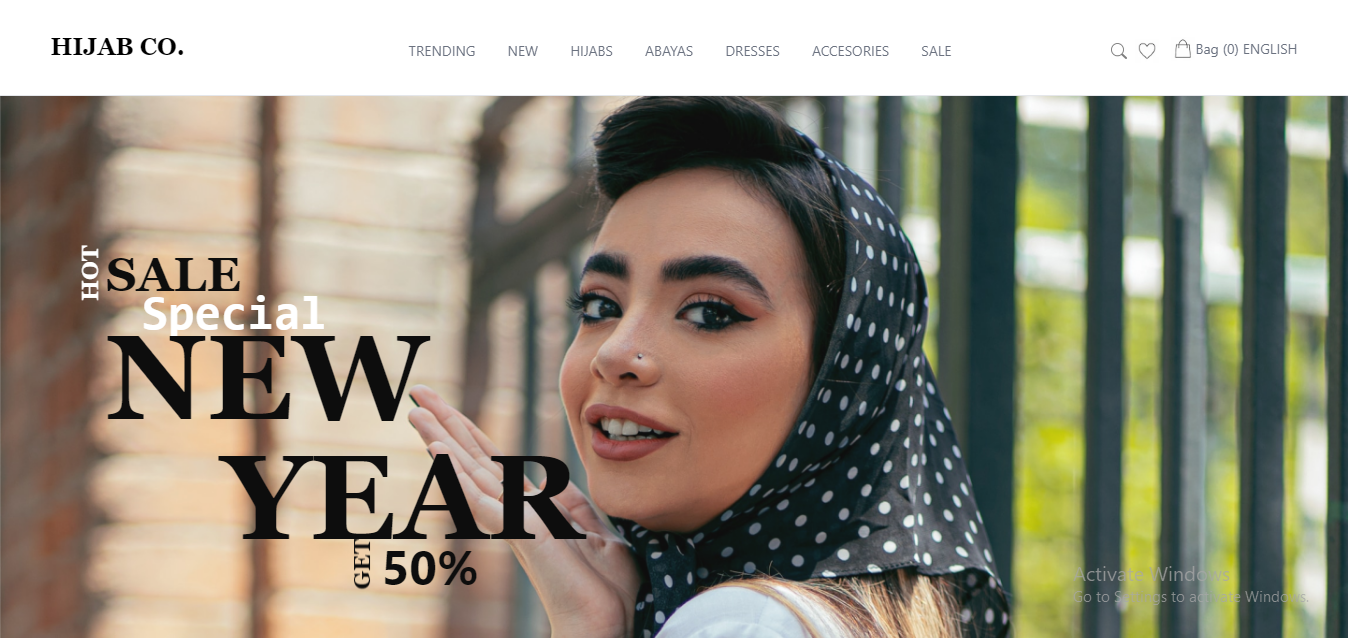 HIJAB CO.
TRENDING NEW HIJABS ABAYAS DRESSES ACCESORIES SALE
Bag (0) ENGLISH
HOT
SALE
Special
NEW
YEAR
GET
50%
Activate Windows
Go to Settings to activate Windows.